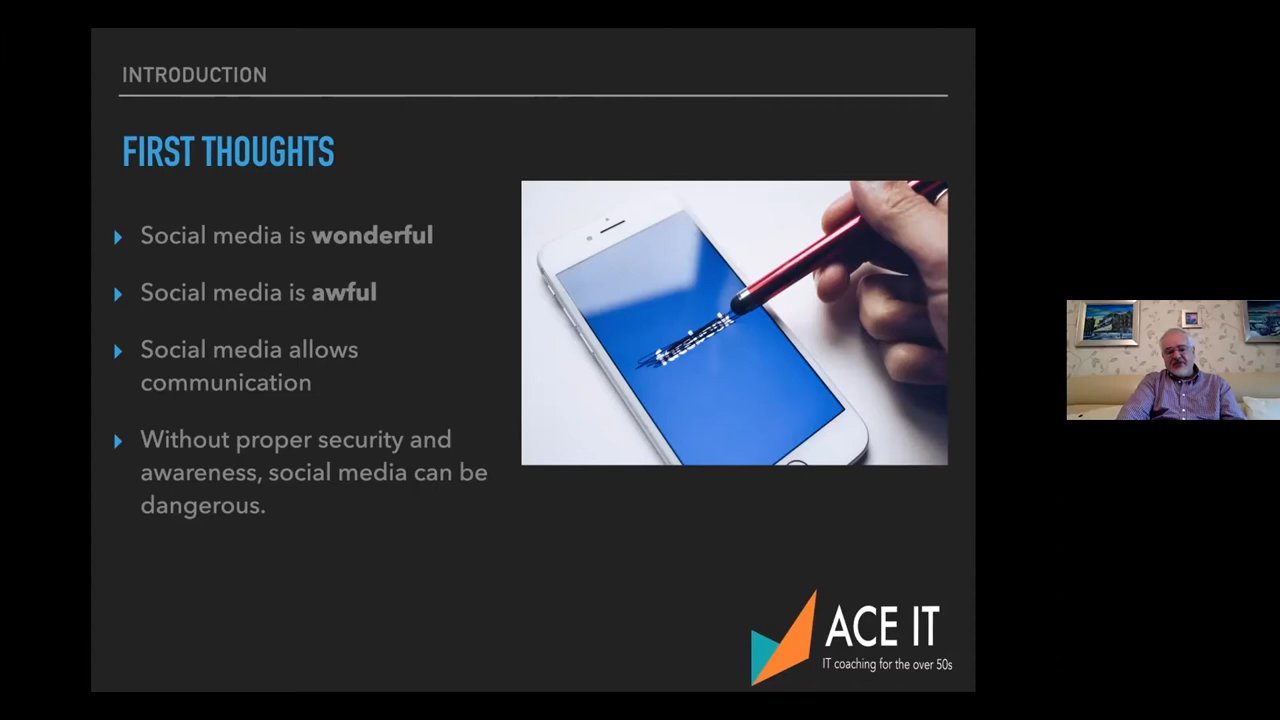 INTRODUCTION
FIRST THOUGHTS
Social media is wonderful
Social media is awful
Social media allows
communication
Without proper security and
awareness, social media can be
dangerous.
facebook
ACE IT
IT coaching for the over 50s